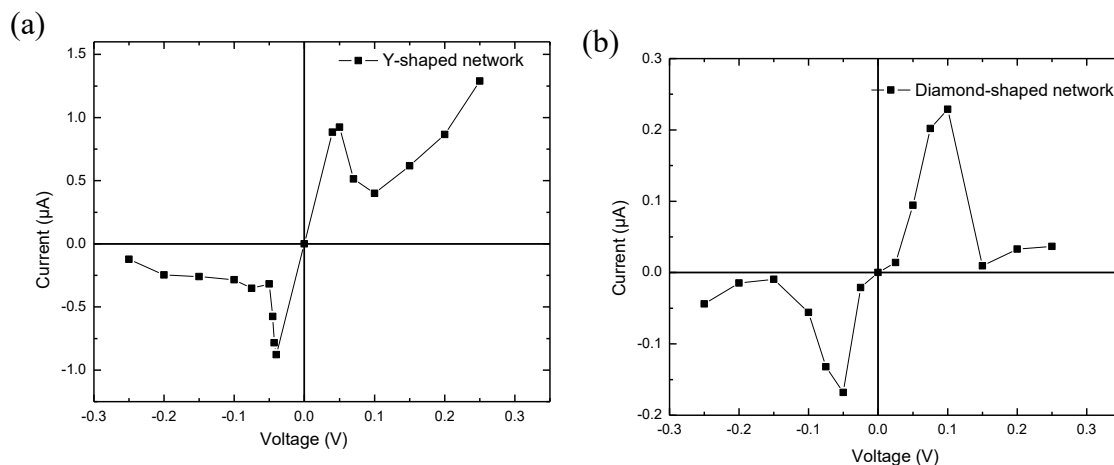 (a)
Y-shaped network
1.5
1.0
0.5
0.0
-0.5
-1.0
Current (μA)
-0.3 -0.2 -0.1 0.0 0.1 0.2 0.3
Voltage (V)
(b)
Diamond-shaped network
0.3
0.2
0.1
0.0
-0.1
-0.2
Current (μA)
-0.3 -0.2 -0.1 0.0 0.1 0.2 0.3
Voltage (V)